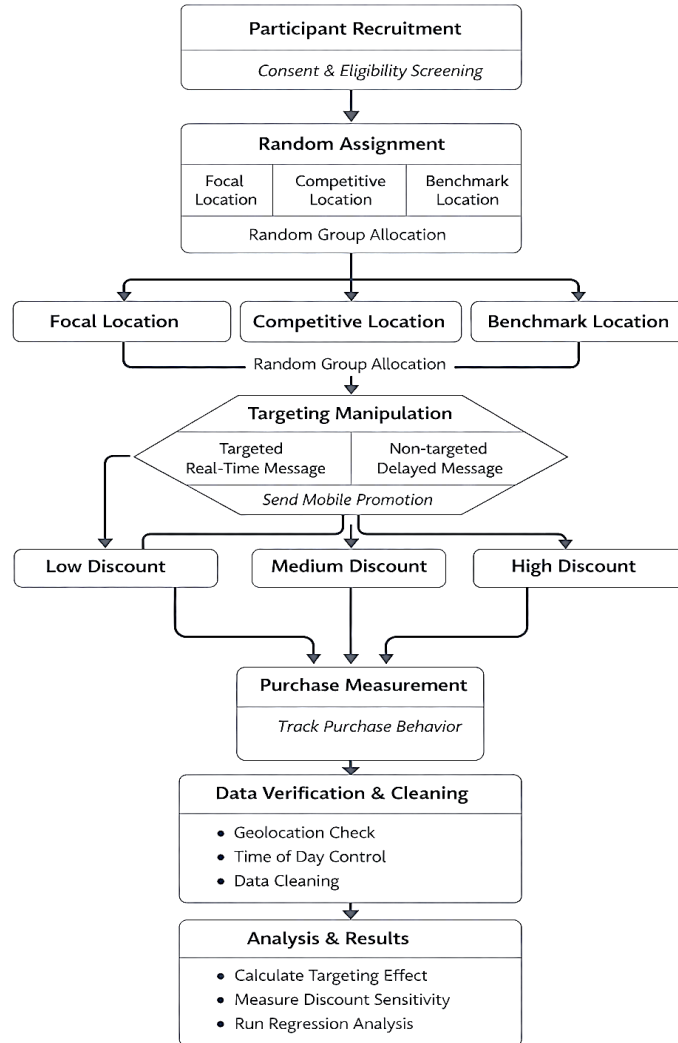 Participant Recruitment
Consent & Eligibility Screening
Random Assignment
Focal Location
Competitive Location
Benchmark Location
Random Group Allocation
Focal Location
Competitive Location
Benchmark Location
Random Group Allocation
Targeting Manipulation
Targeted
Real-Time Message
Non-targeted
Delayed Message
Send Mobile Promotion
Low Discount
Medium Discount
High Discount
Purchase Measurement
Track Purchase Behavior
Data Verification & Cleaning
• Geolocation Check
• Time of Day Control
• Data Cleaning
Analysis & Results
• Calculate Targeting Effect
• Measure Discount Sensitivity
• Run Regression Analysis